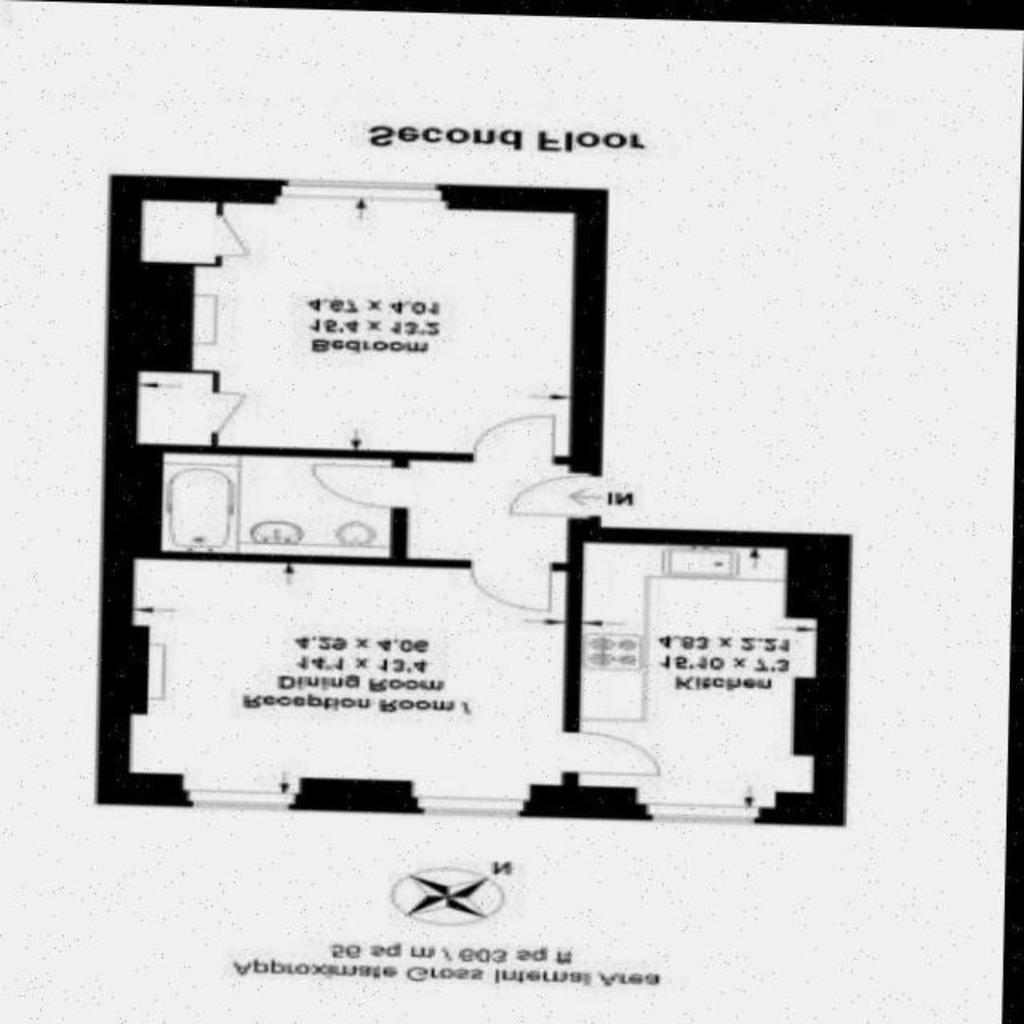 Approximate Gross Internal Area
56 sq m / 603 sq ft
N
Reception Room /
Dining Room
14'1 x 13'4
4.29 x 4.06
Kitchen
15'10 x 7'3
4.83 x 2.21
IN
Bedroom
15'4 x 13'2
4.67 x 4.01
Second Floor